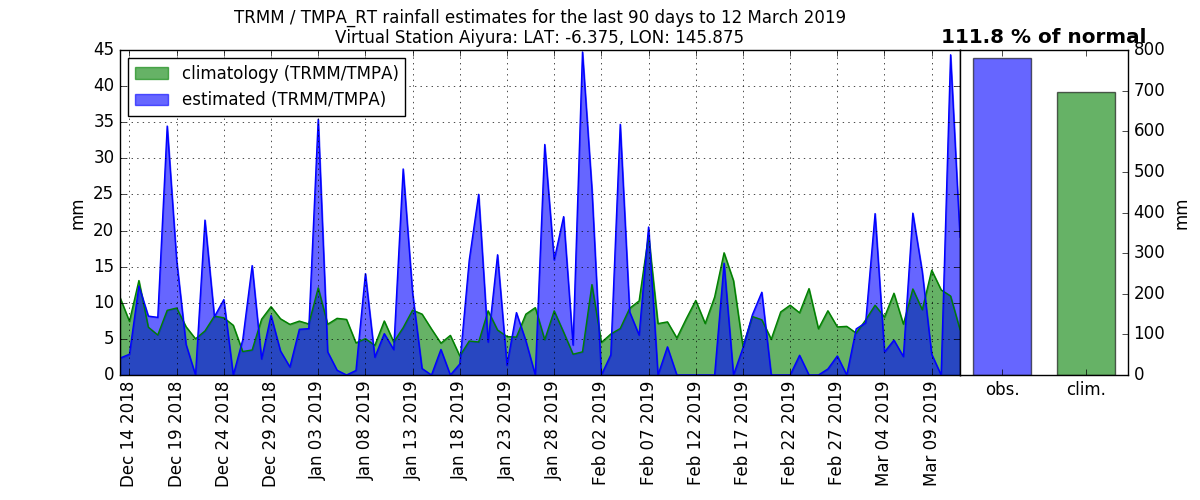 TRMM / TMPA_RT rainfall estimates for the last 90 days to 12 March 2019
Virtual Station Aiyura: LAT: -6.375, LON: 145.875
111.8 % of normal
climatology (TRMM/TMPA)
estimated (TRMM/TMPA)
mm
45
40
35
30
25
20
15
10
5
0
Dec 14 2018
Dec 19 2018
Dec 24 2018
Dec 29 2018
Jan 03 2019
Jan 08 2019
Jan 13 2019
Jan 18 2019
Jan 23 2019
Jan 28 2019
Feb 02 2019
Feb 07 2019
Feb 12 2019
Feb 17 2019
Feb 22 2019
Feb 27 2019
Mar 04 2019
Mar 09 2019
obs.
clim.
800
700
600
500
400
300
200
100
0
mm